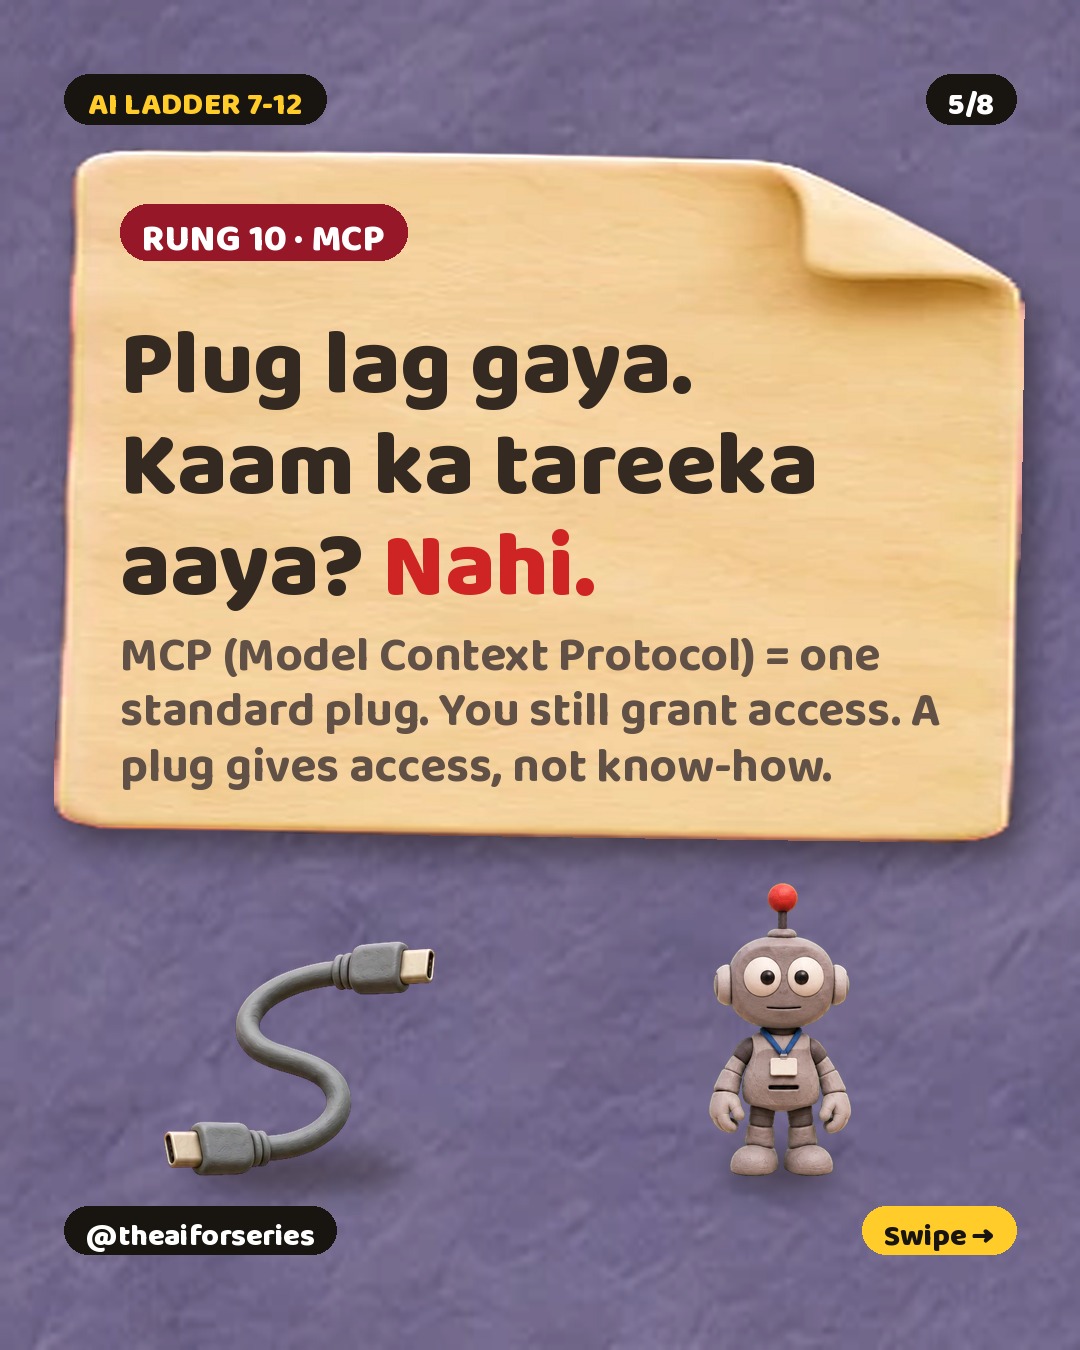 AI LADDER 7-12
5/8
RUNG 10 · MCP
Plug lag gaya.
Kaam ka tareeka
aaya? Nahi.
MCP (Model Context Protocol) = one
standard plug. You still grant access. A
plug gives access, not know-how.
@theaiforseries
Swipe →